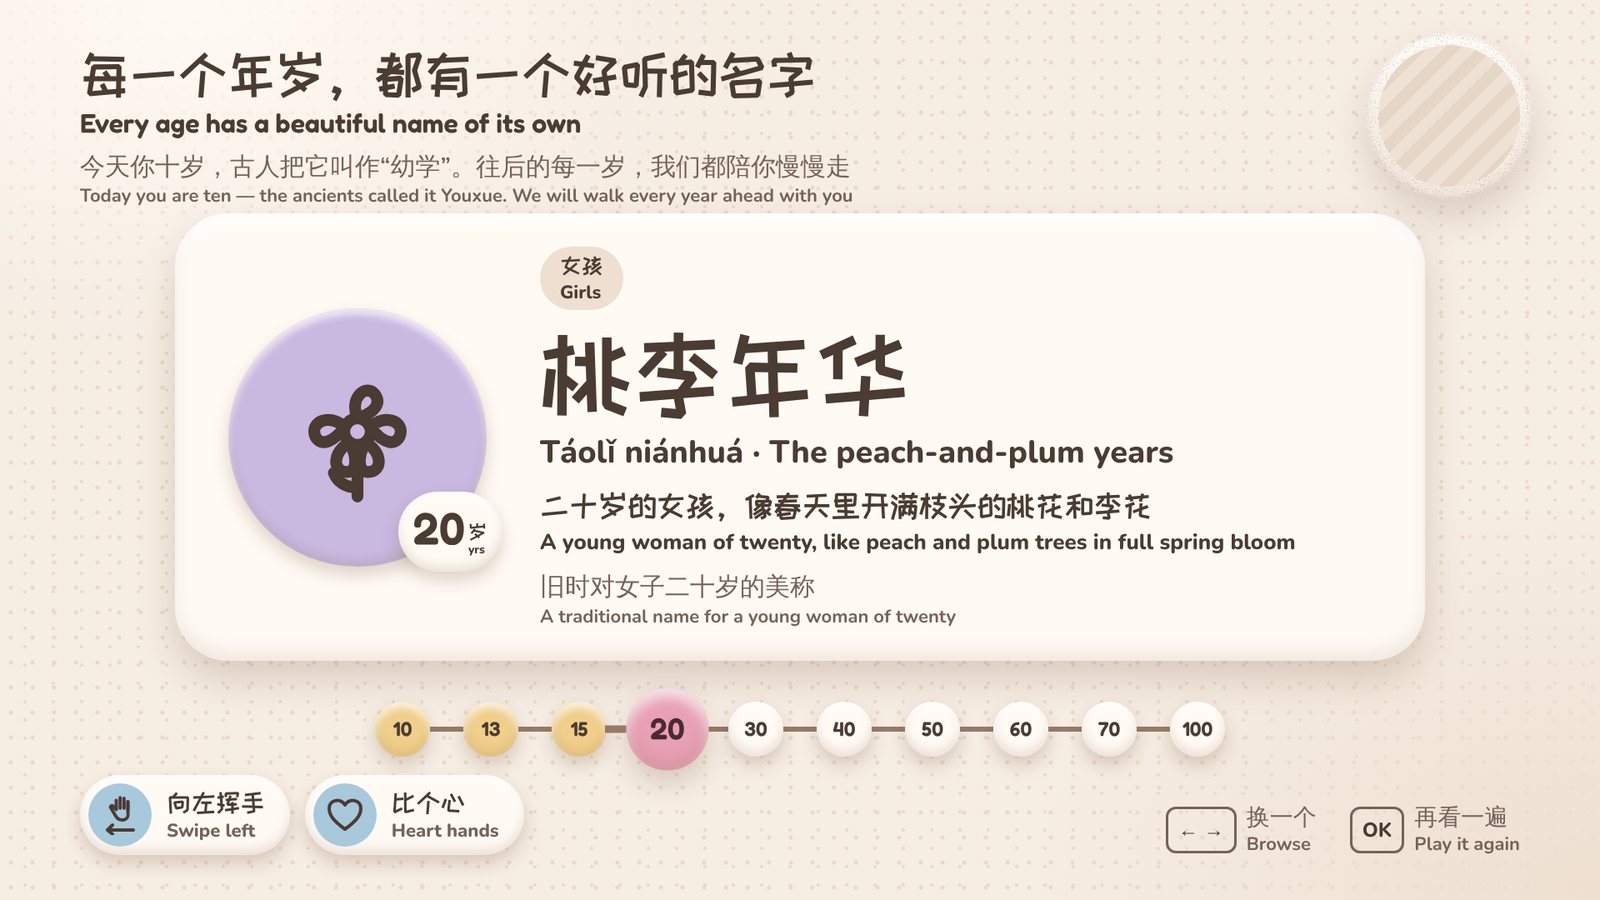 每一个年岁，都有一个好听的名字
Every age has a beautiful name of its own
今天你十岁，古人把它叫作“幼学”。往后的每一岁，我们都陪你慢慢走
Today you are ten — the ancients called it Youxue. We will walk every year ahead with you
女孩
Girls
桃李年华
Táolǐ niánhuá · The peach-and-plum years
二十岁的女孩，像春天里开满枝头的桃花和李花
A young woman of twenty, like peach and plum trees in full spring bloom
旧时对女子二十岁的美称
A traditional name for a young woman of twenty
20 岁
yrs
10 13 15 20 30 40 50 60 70 100
向左挥手
Swipe left
比个心
Heart hands
← → 换一个
Browse
OK 再看一遍
Play it again